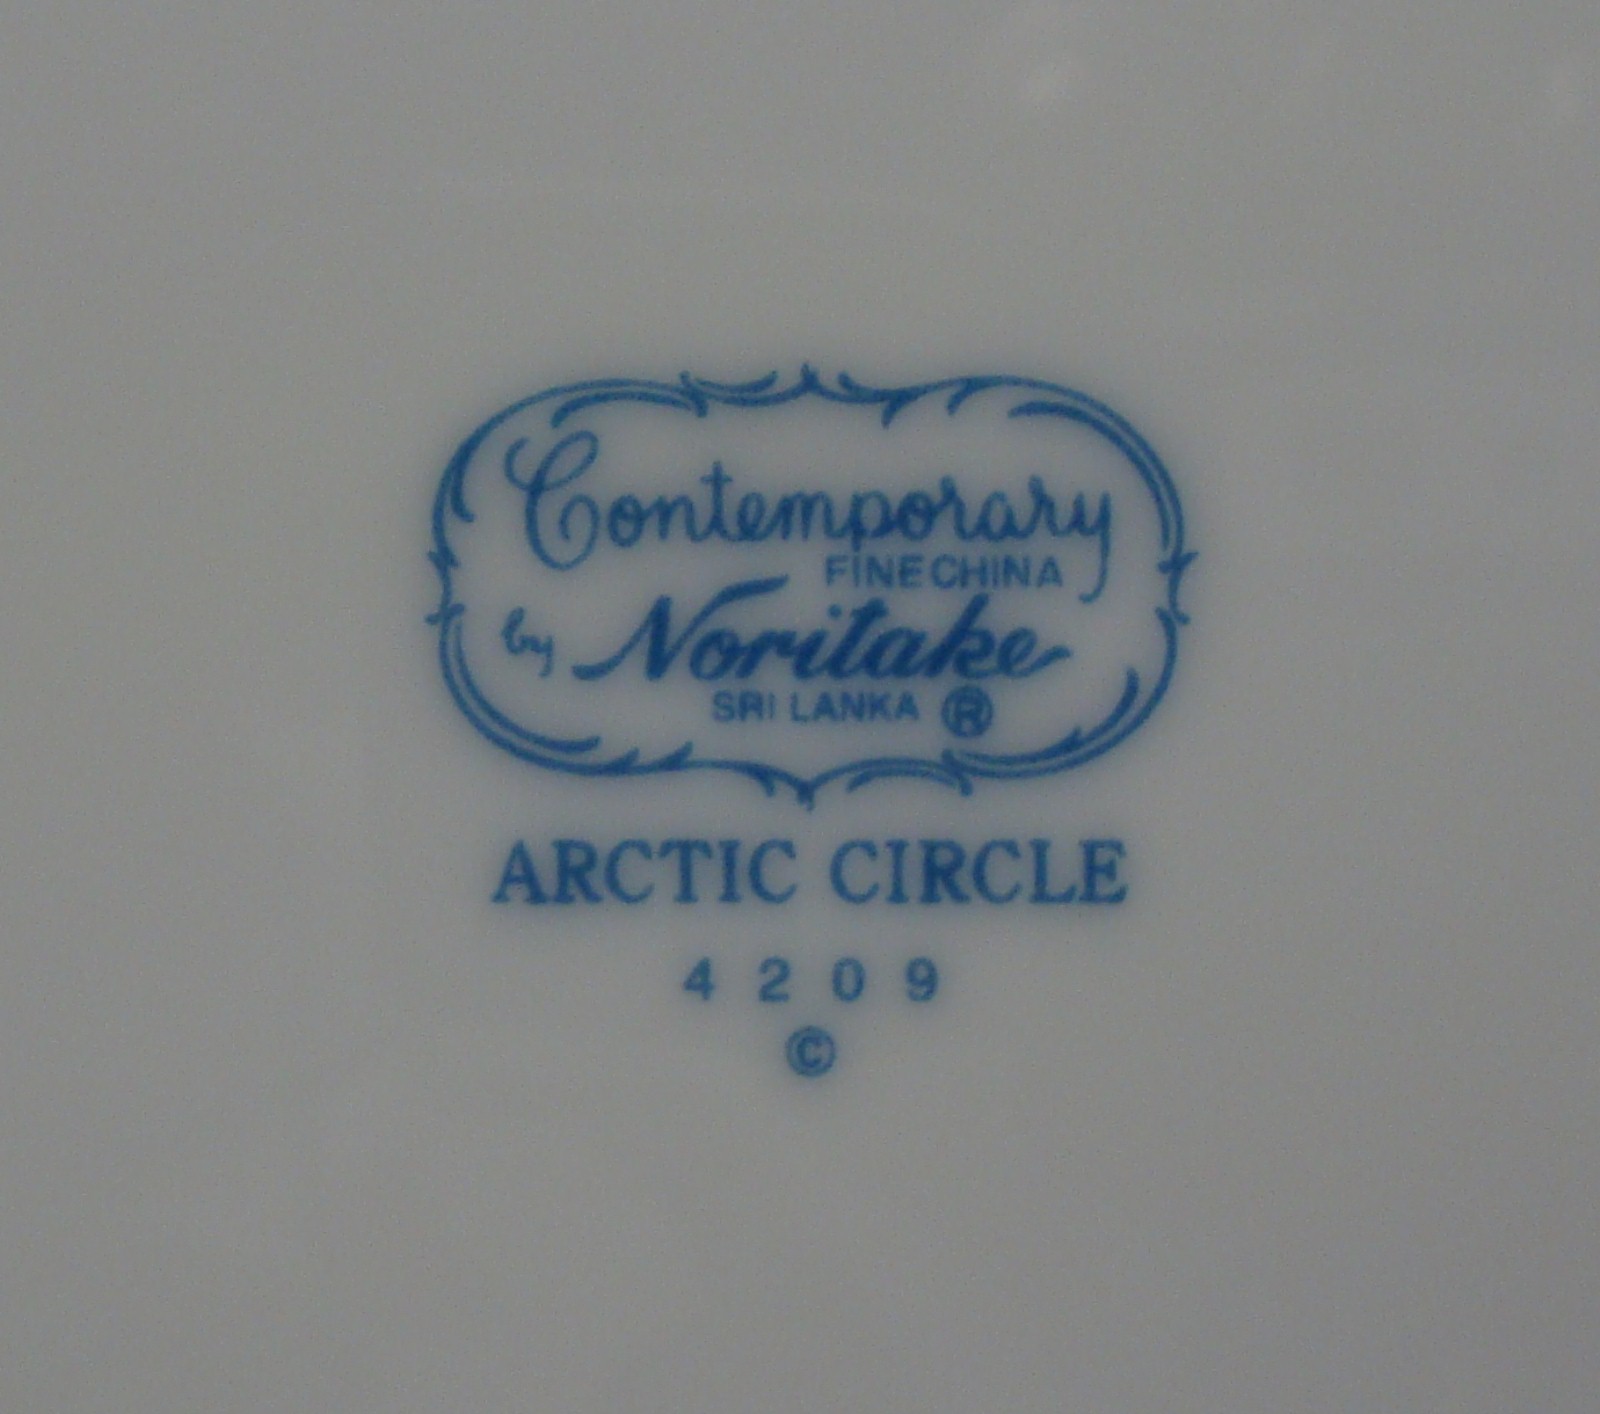 Contemporary
FINE CHINA
by Noritake
SRI LANKA ®
ARCTIC CIRCLE
4209
©